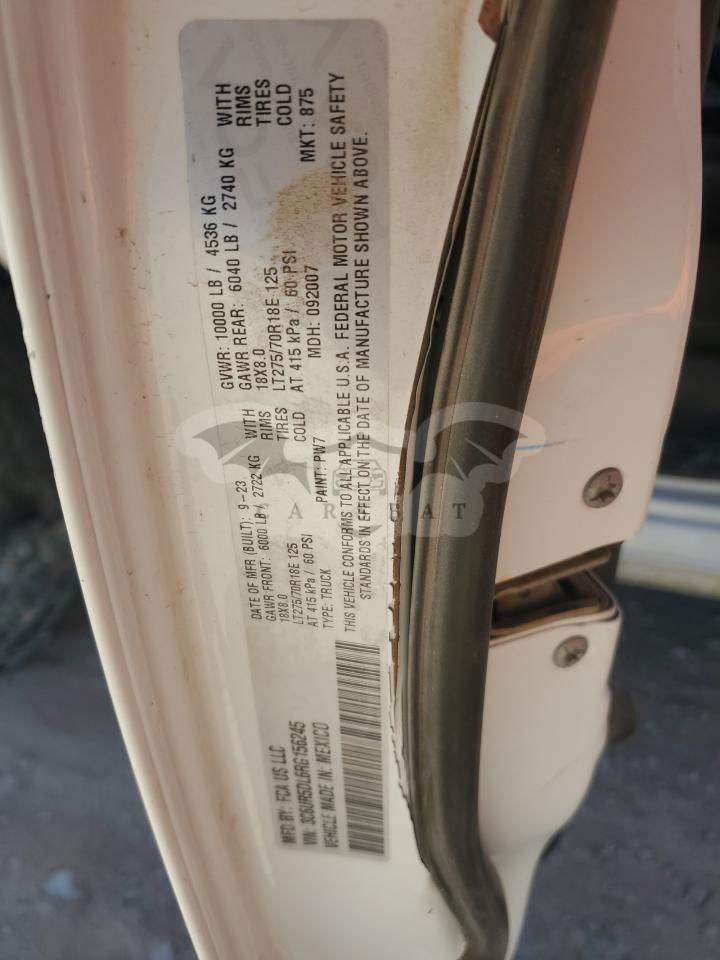 MFD BY: FCA US LLC
DATE OF MFR (BUILT): 9-23
GVWR: 10000 LB / 4536 KG
GAWR FRONT: 6000 LB / 2722 KG WITH
18X8.0 RIMS
LT275/70R18E 125 TIRES
AT 415 kPa / 60 PSI COLD
GAWR REAR: 6040 LB / 2740 KG WITH
18X8.0 RIMS
LT275/70R18E 125 TIRES
AT 415 kPa / 60 PSI COLD
VIN: 3C6UR5DL6RG156245
TYPE: TRUCK
PAINT: PW7
MDH: 092007
MKT: 875
VEHICLE MADE IN: MEXICO
THIS VEHICLE CONFORMS TO ALL APPLICABLE U.S.A. FEDERAL MOTOR VEHICLE SAFETY
STANDARDS IN EFFECT ON THE DATE OF MANUFACTURE SHOWN ABOVE.